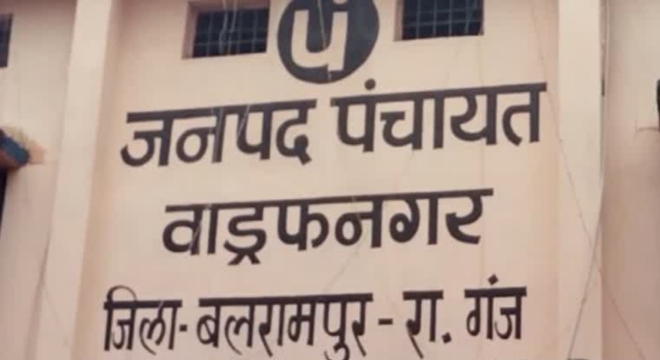 पं
जनपद पंचायत
वाड्रफनगर
जिला-बलरामपुर-रा. गंज